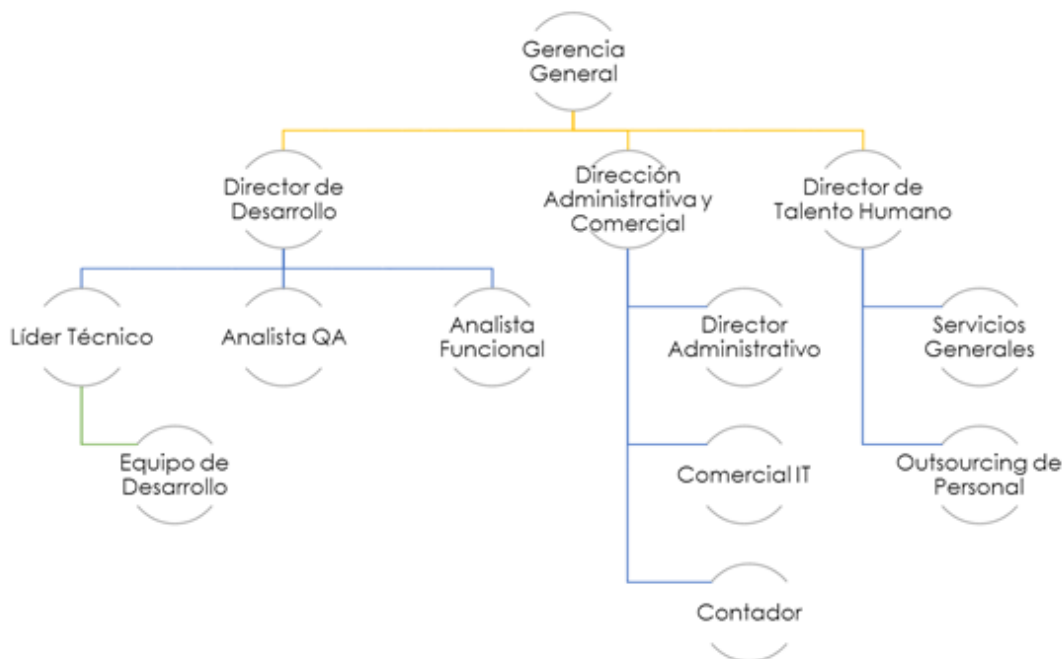 Gerencia
General
Director de
Desarrollo
Dirección
Administrativa y
Comercial
Director de
Talento Humano
Líder Técnico
Analista QA
Analista
Funcional
Director
Administrativo
Servicios
Generales
Equipo de
Desarrollo
Comercial IT
Outsourcing de
Personal
Contador